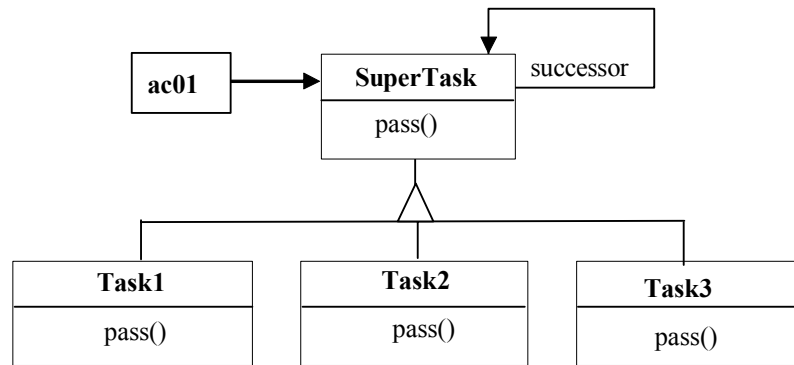 ac01
SuperTask
successor
pass()
Task1
Task2
Task3
pass()
pass()
pass()